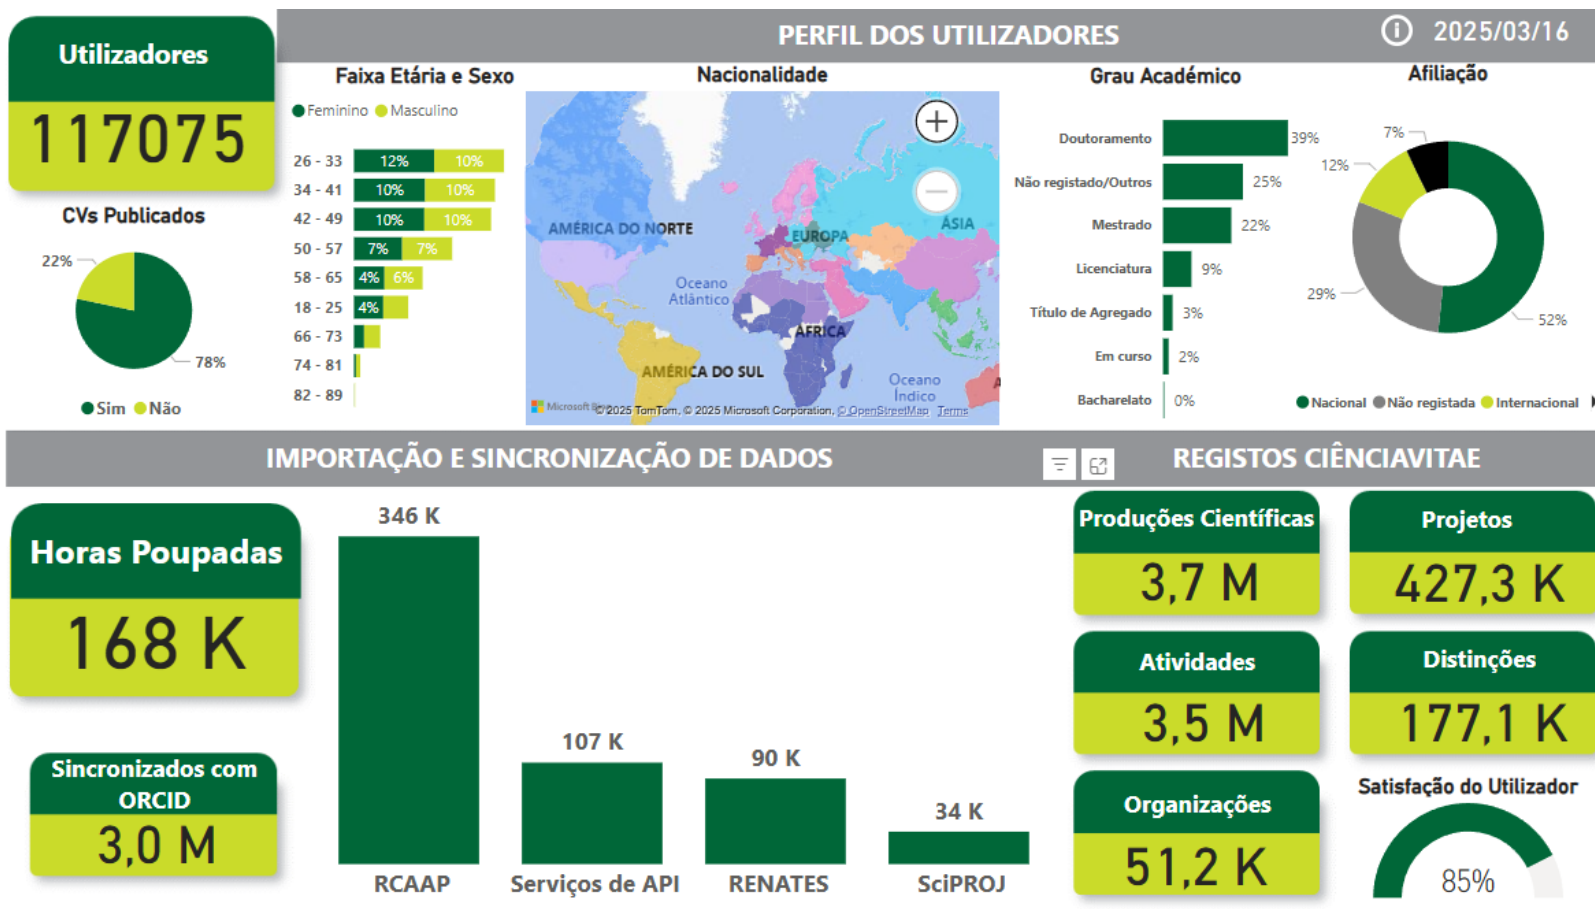 Utilizadores
117075
PERFIL DOS UTILIZADORES
2025/03/16
CVs Publicados
22%
78%
Sim Não
Faixa Etária e Sexo
Feminino Masculino
26 - 33 12% 10%
34 - 41 10% 10%
42 - 49 10% 10%
50 - 57 7% 7%
58 - 65 4% 6%
18 - 25 4%
66 - 73
74 - 81
82 - 89
Nacionalidade
AMÉRICA DO NORTE
EUROPA
ÁSIA
Oceano
Atlântico
ÁFRICA
AMÉRICA DO SUL
Oceano
Índico
Microsoft
© 2025 TomTom, © 2025 Microsoft Corporation, © OpenStreetMap Terms
Grau Académico
Doutoramento 39%
Não registado/Outros 25%
Mestrado 22%
Licenciatura 9%
Título de Agregado 3%
Em curso 2%
Bacharelato 0%
Afiliação
7%
12%
29%
52%
Nacional Não registada Internacional
IMPORTAÇÃO E SINCRONIZAÇÃO DE DADOS
Horas Poupadas
168 K
Sincronizados com
ORCID
3,0 M
346 K
107 K
90 K
34 K
RCAAP Serviços de API RENATES SciPROJ
REGISTOS CIÊNCIAVITAE
Produções Científicas
3,7 M
Projetos
427,3 K
Atividades
3,5 M
Distinções
177,1 K
Organizações
51,2 K
Satisfação do Utilizador
85%